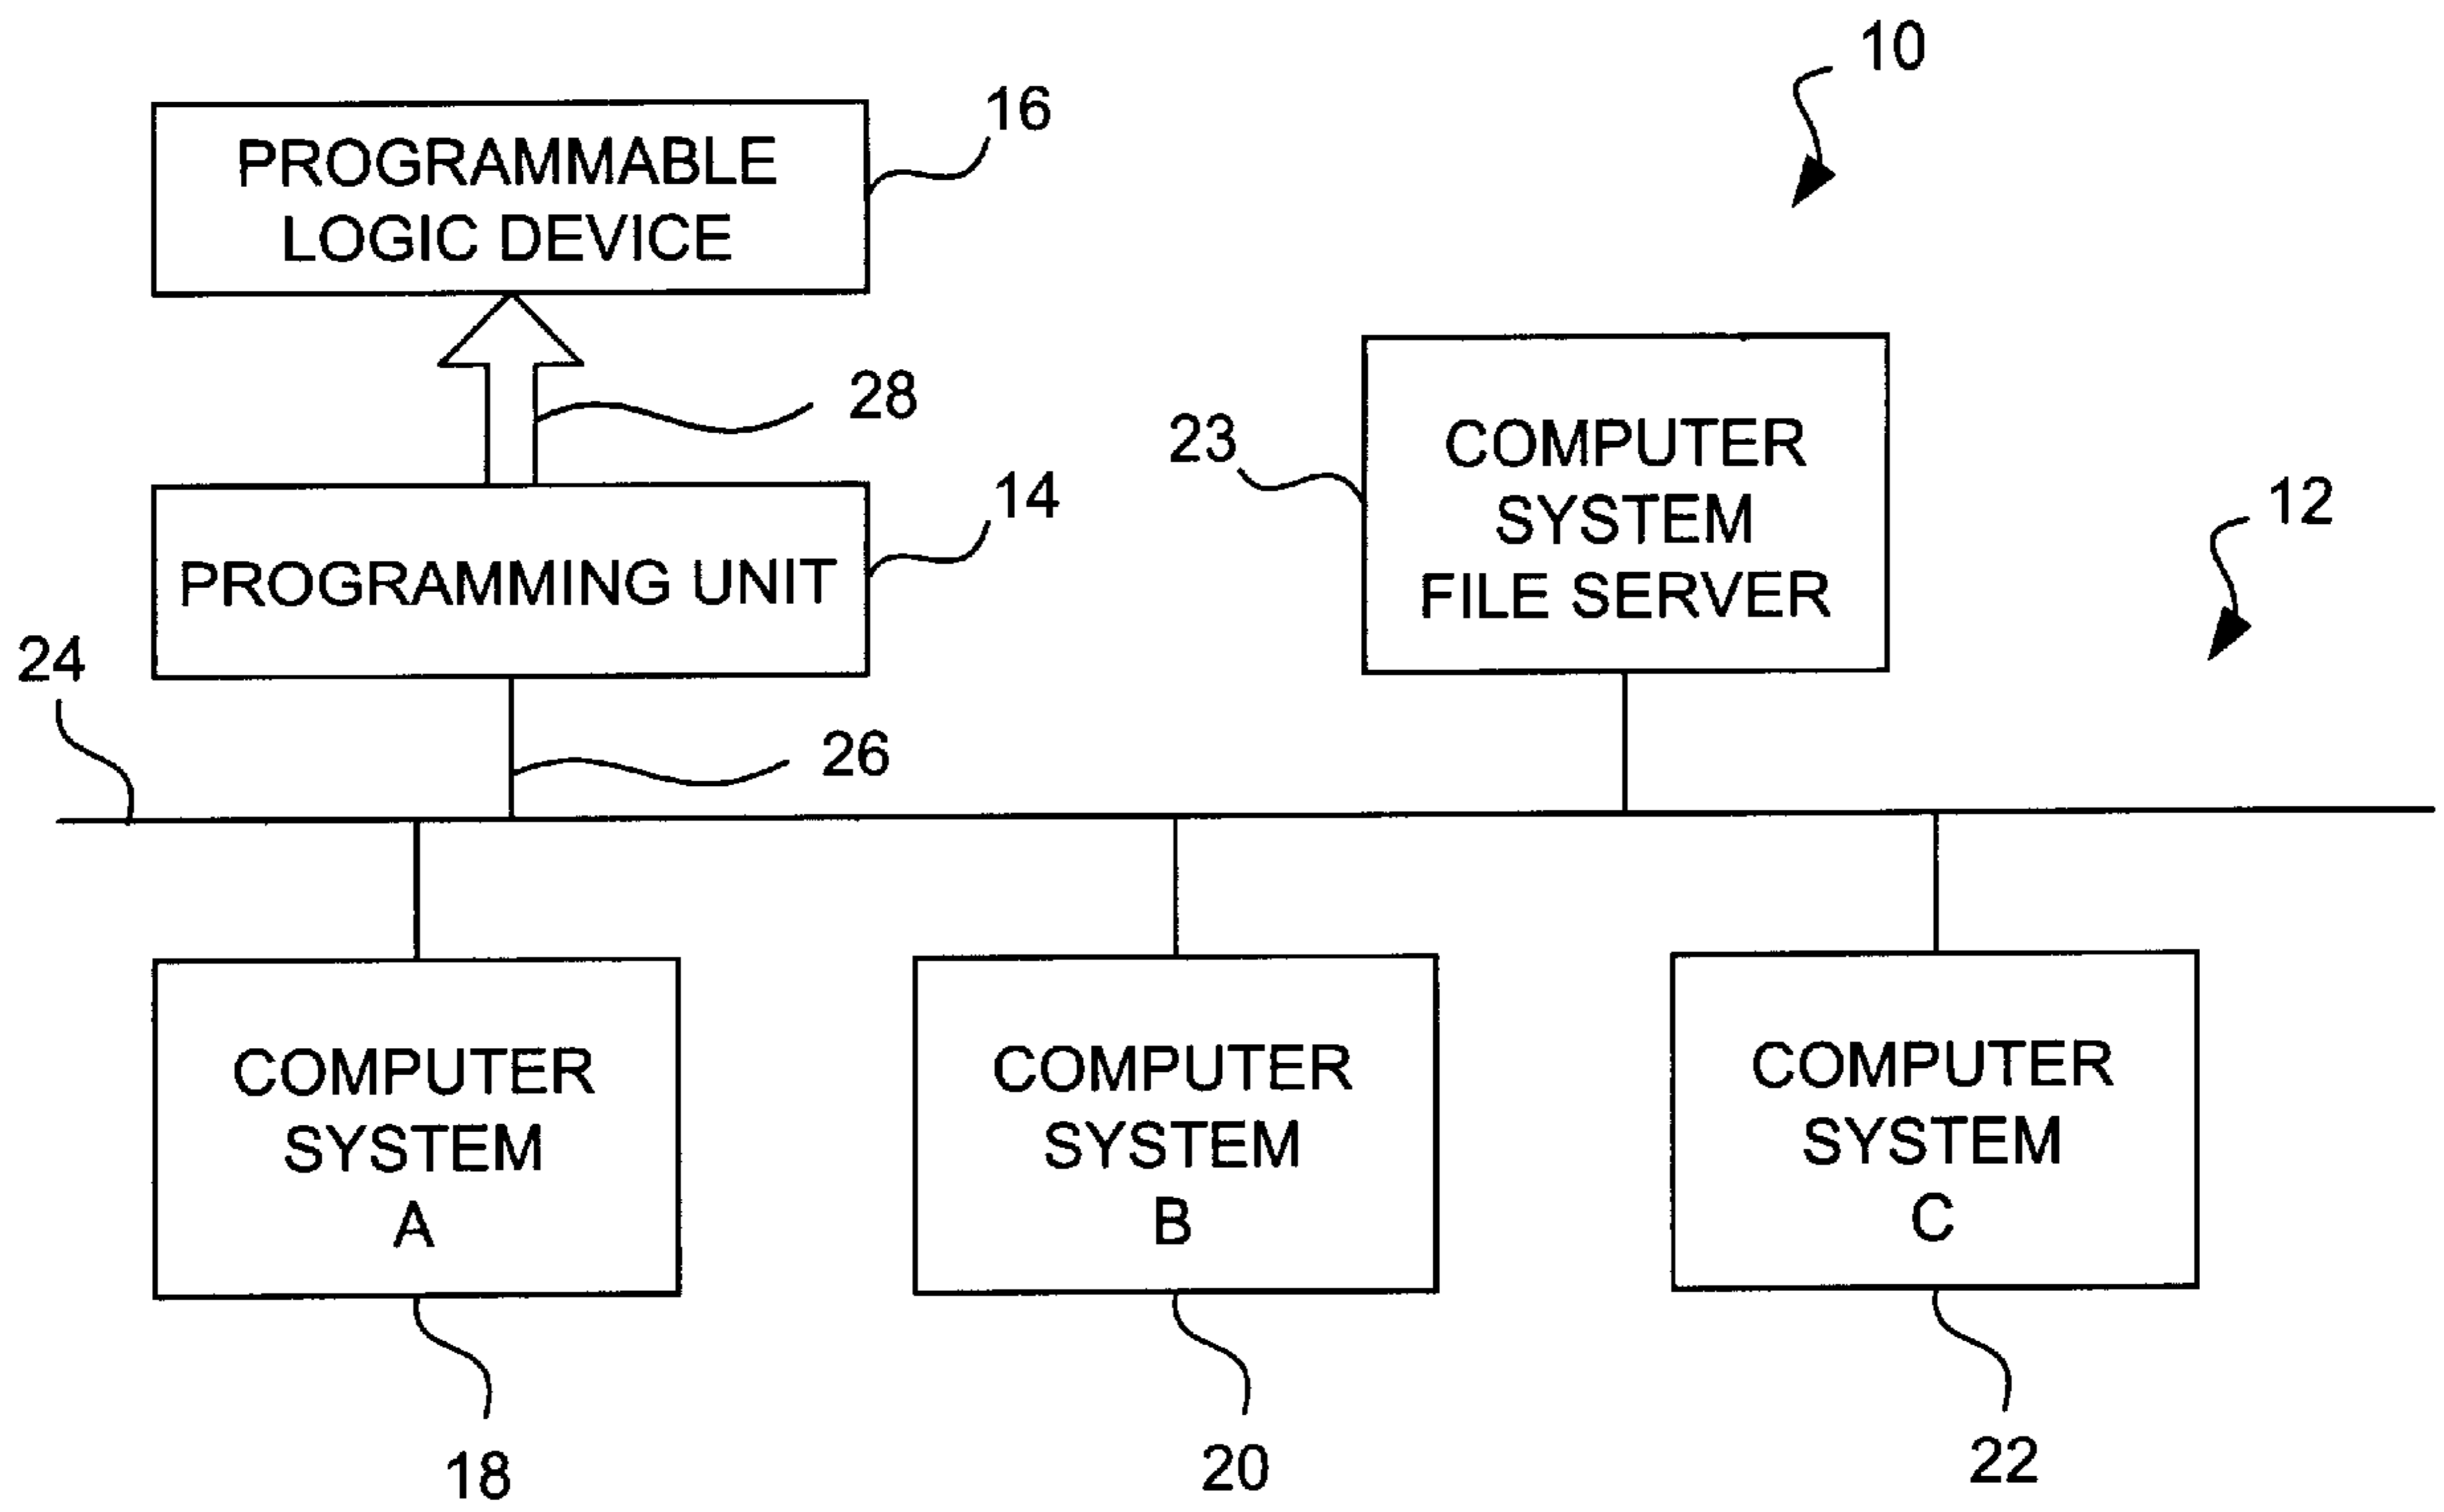 10
16
PROGRAMMABLE
LOGIC DEVICE
28
23
COMPUTER
SYSTEM
FILE SERVER
12
14
PROGRAMMING UNIT
24
26
COMPUTER
SYSTEM
A
COMPUTER
SYSTEM
B
COMPUTER
SYSTEM
C
18
20
22